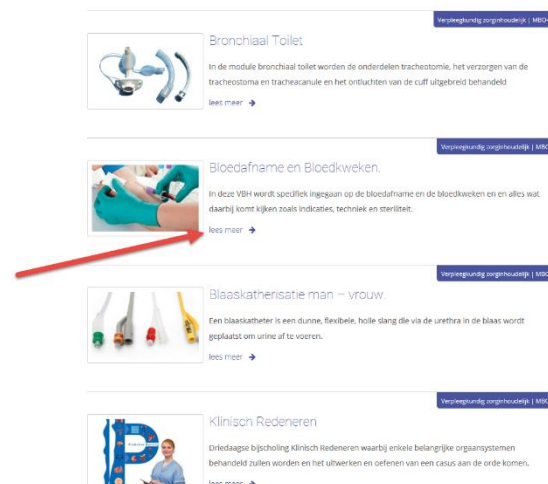 Verpleegkundig zorginhoudelijk | MBO+
Bronchiaal Toilet
In de module bronchiaal toilet worden de onderdelen tracheotomie, het verzorgen van de
tracheostoma en tracheacanule en het ontluchten van de cuff uitgebreid behandeld
lees meer →
Verpleegkundig zorginhoudelijk | MBO
Bloedafname en Bloedkweken.
In deze VBH wordt specifiek ingegaan op de bloedafname en de bloedkweken en en alles wat
daarbij komt kijken zoals indicaties, techniek en steriliteit.
lees meer →
Verpleegkundig zorginhoudelijk | MBO
Blaaskatherisatie man – vrouw.
Een blaaskatheter is een dunne, flexibele, holle slang die via de urethra in de blaas wordt
geplaatst om urine af te voeren.
lees meer →
Verpleegkundig zorginhoudelijk | MBO
Klinisch Redeneren
Driedaagse bijscholing Klinisch Redeneren waarbij enkele belangrijke orgaansystemen
behandeld zullen worden en het uitwerken en oefenen van een casus aan de orde komen.
lees meer →